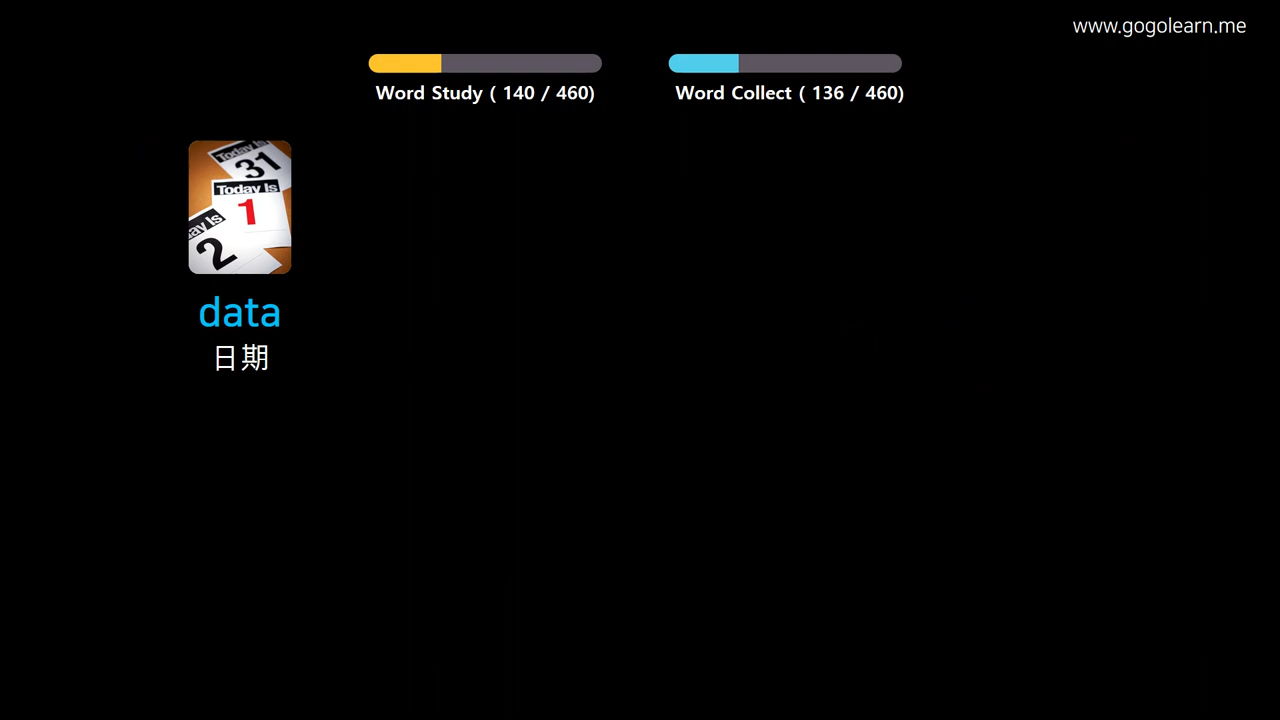 www.gogolearn.me
Word Study ( 140 / 460)
Word Collect ( 136 / 460)
Today Is
31
Today Is
1
ay Is
2
data
日期